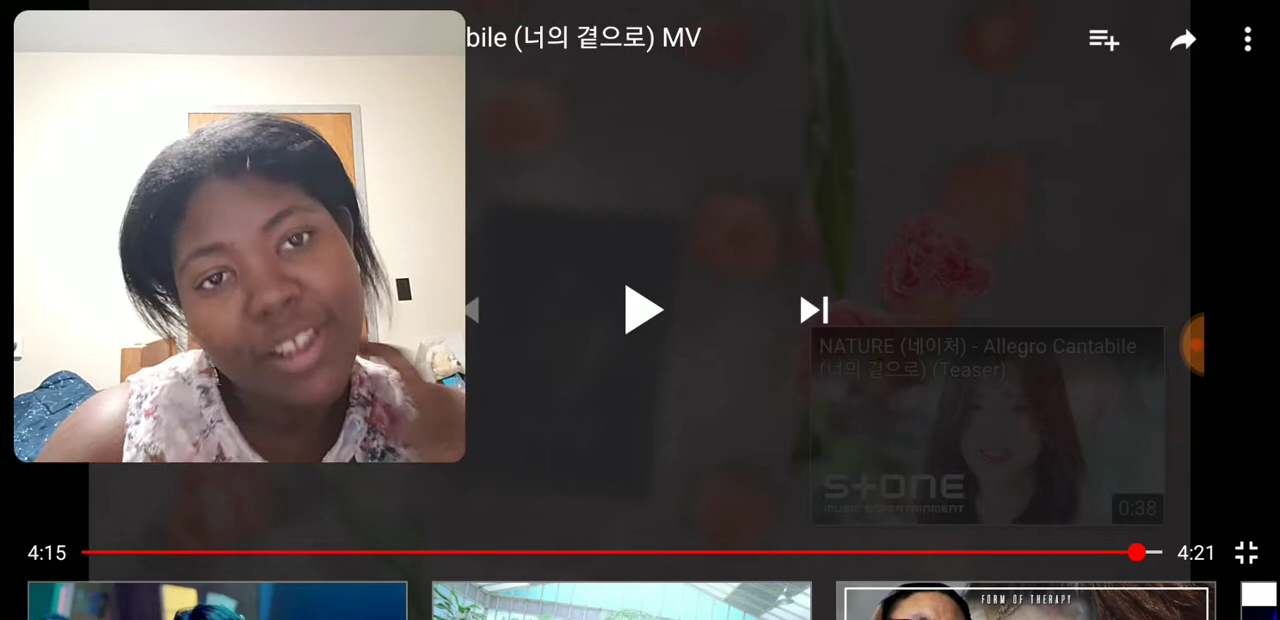 bile (너의 곁으로) MV
NATURE (네이처) - Allegro Cantabile
(너의 곁으로) (Teaser)
S+ONE
MUSIC ENTERTAINMENT
0:38
4:15
4:21
FORM OF THERAPY